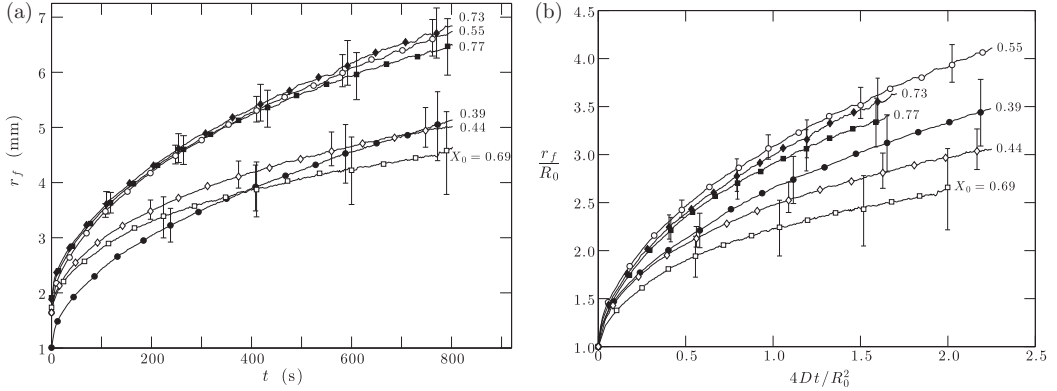 (a)
7
6
5
4
3
2
1
r_f (mm)
0 200 400 600 800
t (s)
0.73
0.55
0.77
0.39
0.44
X_0 = 0.69
(b)
4.5
4.0
3.5
3.0
2.5
2.0
1.5
1.0
r_f
R_0
0 0.5 1.0 1.5 2.0 2.5
4Dt/R_0^2
0.55
0.73
0.77
0.39
0.44
X_0 = 0.69